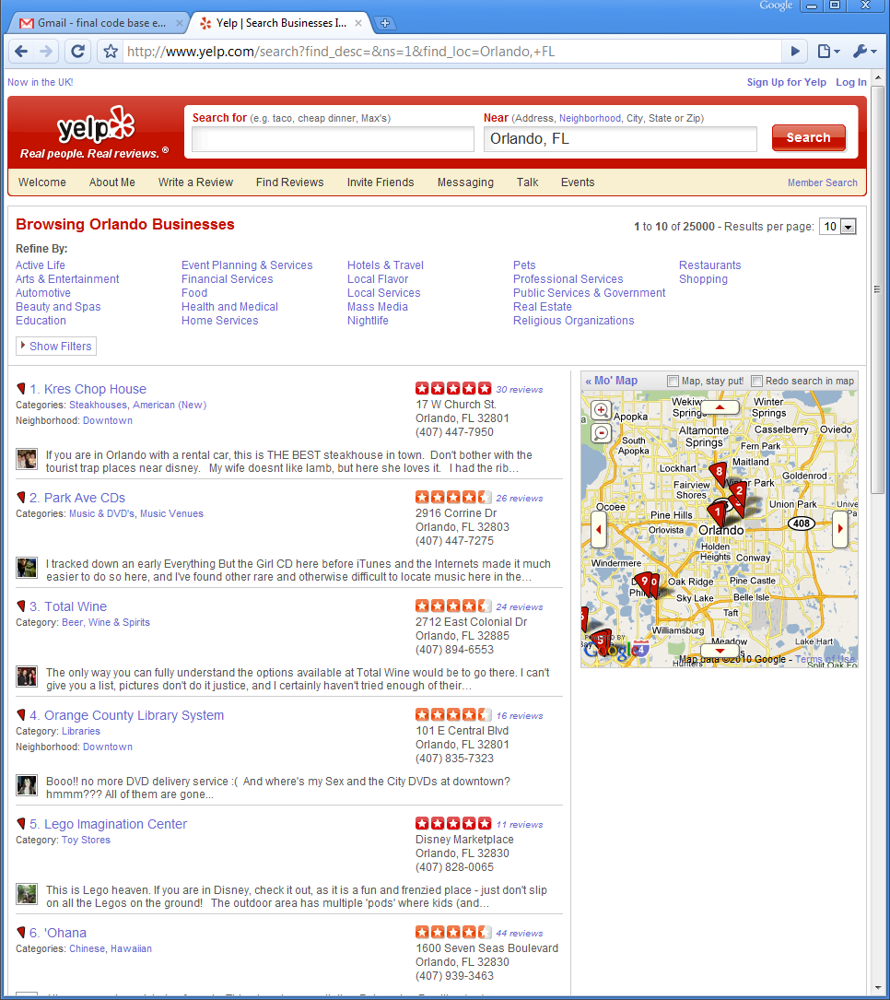 Google
Gmail - final code base e...
Yelp | Search Businesses I...
http://www.yelp.com/search?find_desc=&ns=1&find_loc=Orlando,+FL
Now in the UK!
Sign Up for Yelp Log In
yelp
Real people. Real reviews. ®
Search for (e.g. taco, cheap dinner, Max's)
Near (Address, Neighborhood, City, State or Zip)
Orlando, FL
Search
Welcome About Me Write a Review Find Reviews Invite Friends Messaging Talk Events Member Search
Browsing Orlando Businesses
1 to 10 of 25000 - Results per page: 10
Refine By:
Active Life Event Planning & Services Hotels & Travel Pets Restaurants
Arts & Entertainment Financial Services Local Flavor Professional Services Shopping
Automotive Food Local Services Public Services & Government
Beauty and Spas Health and Medical Mass Media Real Estate
Education Home Services Nightlife Religious Organizations
Show Filters
1. Kres Chop House
Categories: Steakhouses, American (New)
Neighborhood: Downtown
30 reviews
17 W Church St.
Orlando, FL 32801
(407) 447-7950
If you are in Orlando with a rental car, this is THE BEST steakhouse in town. Don't bother with the
tourist trap places near disney. My wife doesnt like lamb, but here she loves it. I had the rib...
2. Park Ave CDs
Categories: Music & DVD's, Music Venues
26 reviews
2916 Corrine Dr
Orlando, FL 32803
(407) 447-7275
I tracked down an early Everything But the Girl CD here before iTunes and the Internets made it much
easier to do so here, and I've found other rare and otherwise difficult to locate music here in the...
3. Total Wine
Category: Beer, Wine & Spirits
24 reviews
2712 East Colonial Dr
Orlando, FL 32885
(407) 894-6553
The only way you can fully understand the options available at Total Wine would be to go there. I can't
give you a list, pictures don't do it justice, and I certainly haven't tried enough of their...
4. Orange County Library System
Category: Libraries
Neighborhood: Downtown
16 reviews
101 E Central Blvd
Orlando, FL 32801
(407) 835-7323
Booo!! no more DVD delivery service :( And where's my Sex and the City DVDs at downtown?
hmmm??? All of them are gone...
5. Lego Imagination Center
Category: Toy Stores
11 reviews
Disney Marketplace
Orlando, FL 32830
(407) 828-0065
This is Lego heaven. If you are in Disney, check it out, as it is a fun and frenzied place - just don't slip
on all the Legos on the ground! The outdoor area has multiple 'pods' where kids (and...
6. 'Ohana
Categories: Chinese, Hawaiian
44 reviews
1600 Seven Seas Boulevard
Orlando, FL 32830
(407) 939-3463
« Mo' Map Map, stay put! Redo search in map
Springs
Winter
Springs
Apopka
Altamonte
Springs
Casselberry
Oviedo
South
Apopka
Fern Park
Lockhart
Maitland
8
Goldenrod
Fairview
Shores
Park
2
Ocoee
Pine Hills
1
Union Park
408
Orlovista
Orlando
Holden
Heights
Conway
Windermere
9
0
Oak Ridge
Pine Castle
Sky Lake
Belle Isle
Taft
Williamsburg
5
Meadow
Lake Hart
Google
4
Hunters
Map data ©2010 Google - Terms of Use